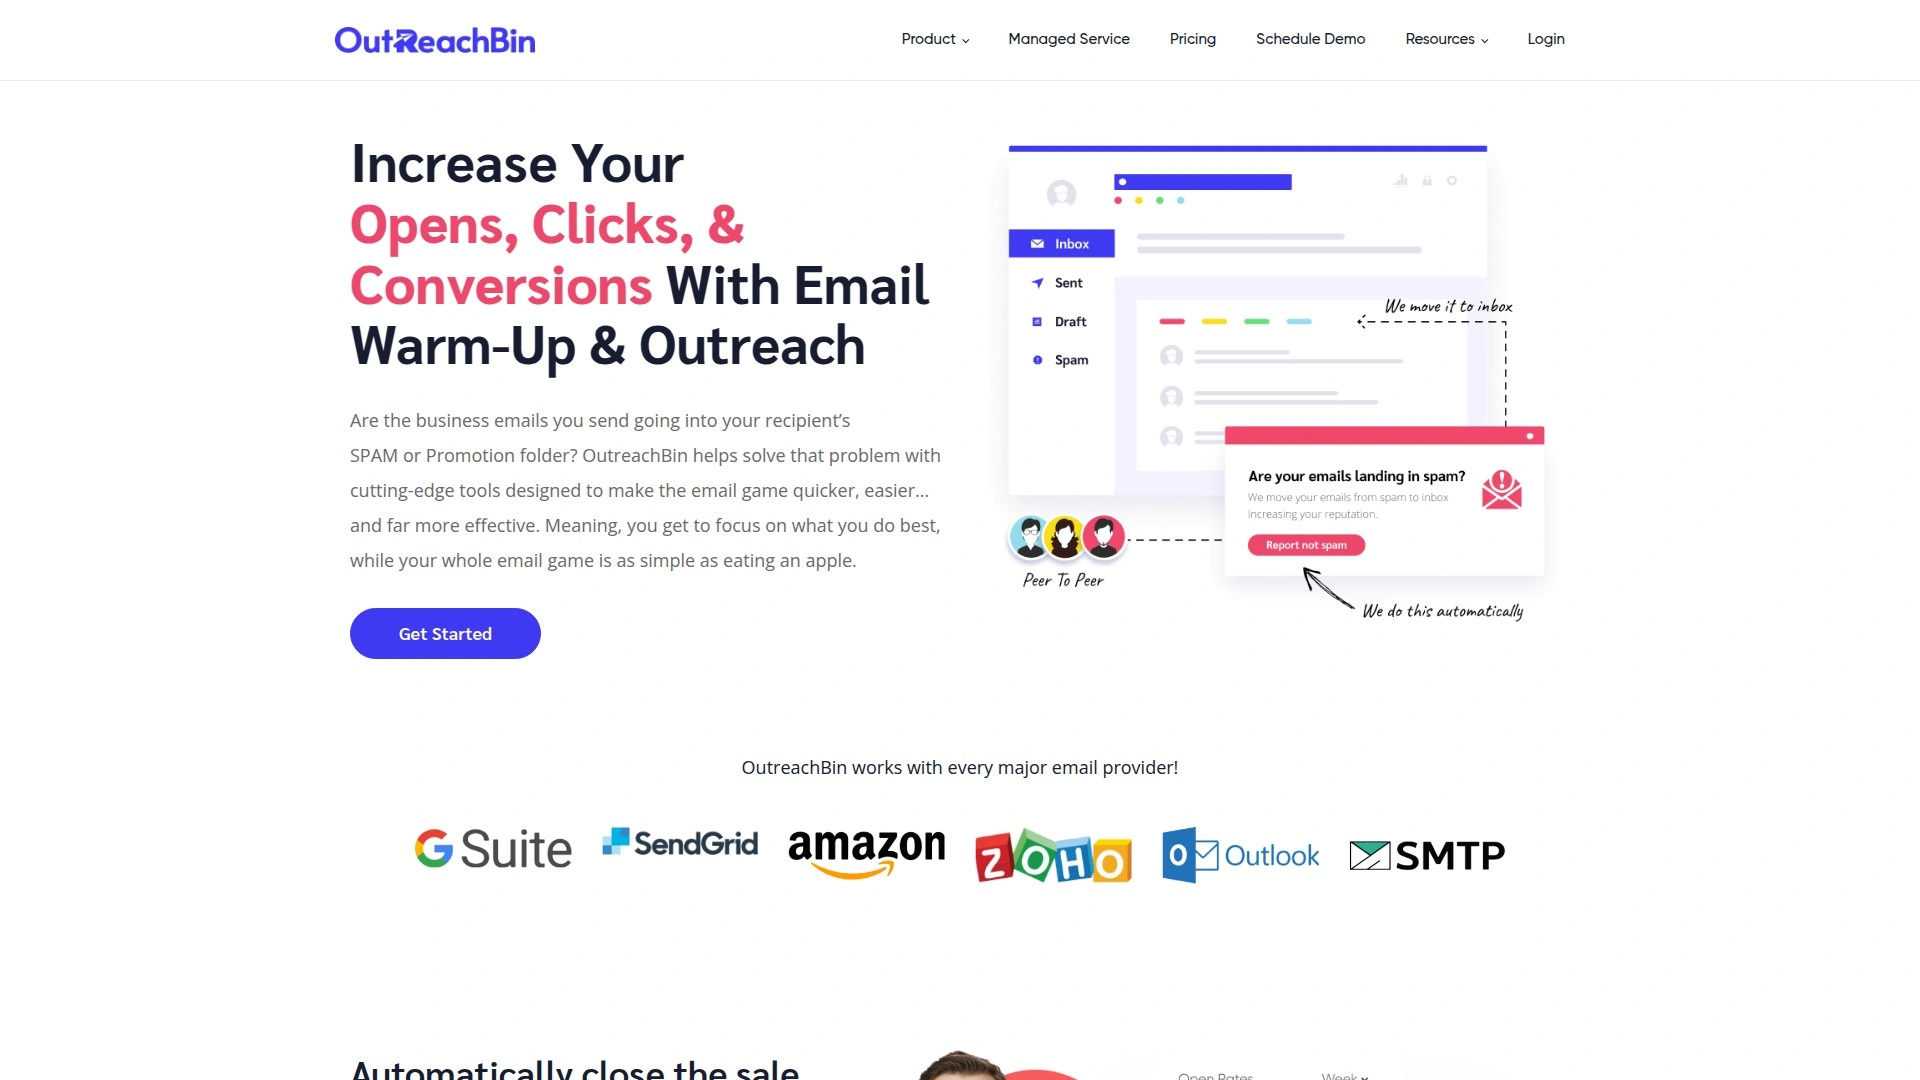 OutReachBin
Product
Managed Service
Pricing
Schedule Demo
Resources
Login
Increase Your
Opens, Clicks, &
Conversions With Email
Warm-Up & Outreach
Are the business emails you send going into your recipient’s
SPAM or Promotion folder? OutreachBin helps solve that problem with
cutting-edge tools designed to make the email game quicker, easier...
and far more effective. Meaning, you get to focus on what you do best,
while your whole email game is as simple as eating an apple.
Get Started
Inbox
Sent
Draft
Spam
We move it to inbox
Are your emails landing in spam?
We move your emails from spam to inbox
Increasing your reputation.
Report not spam
Peer To Peer
We do this automatically
OutreachBin works with every major email provider!
G Suite
SendGrid
amazon
ZOHO
O Outlook
SMTP
Automatically close the sale
Open Rates
Week